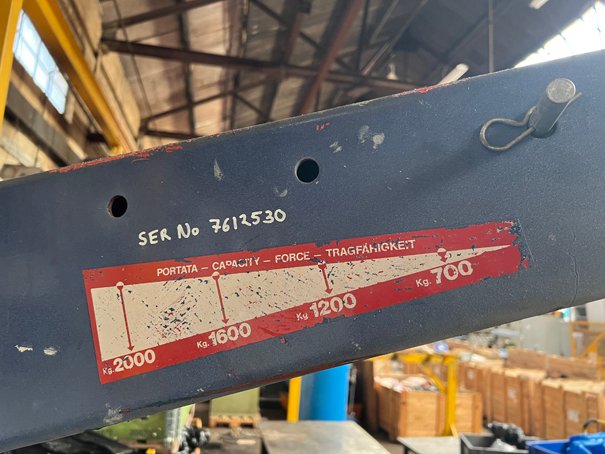 SER No 7612530
PORTATA – CAPACITY – FORCE – TRAGFÄHIGKEIT
Kg. 2000 Kg. 1600 Kg. 1200 Kg. 700